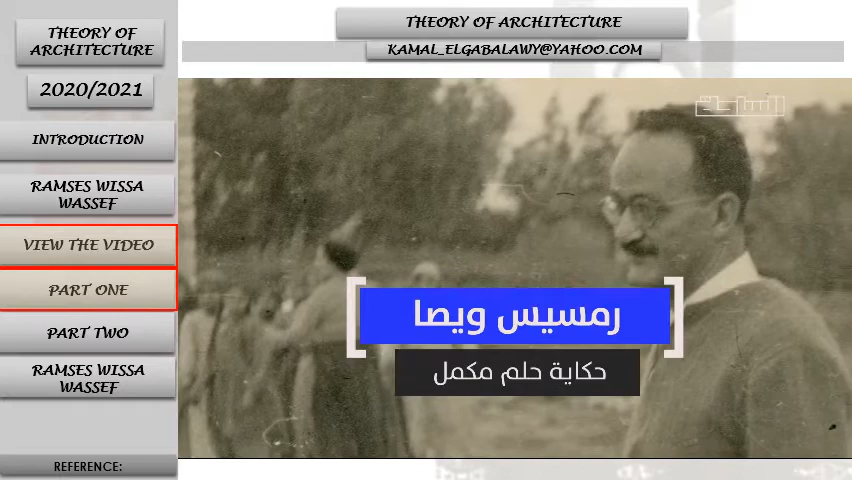 THEORY OF
ARCHITECTURE
2020/2021
INTRODUCTION
RAMSES WISSA
WASSEF
VIEW THE VIDEO
PART ONE
PART TWO
RAMSES WISSA
WASSEF
REFERENCE:
THEORY OF ARCHITECTURE
KAMAL_ELGABALAWY@YAHOO.COM
الساحة
رمسيس ويصا
حكاية حلم مكمل